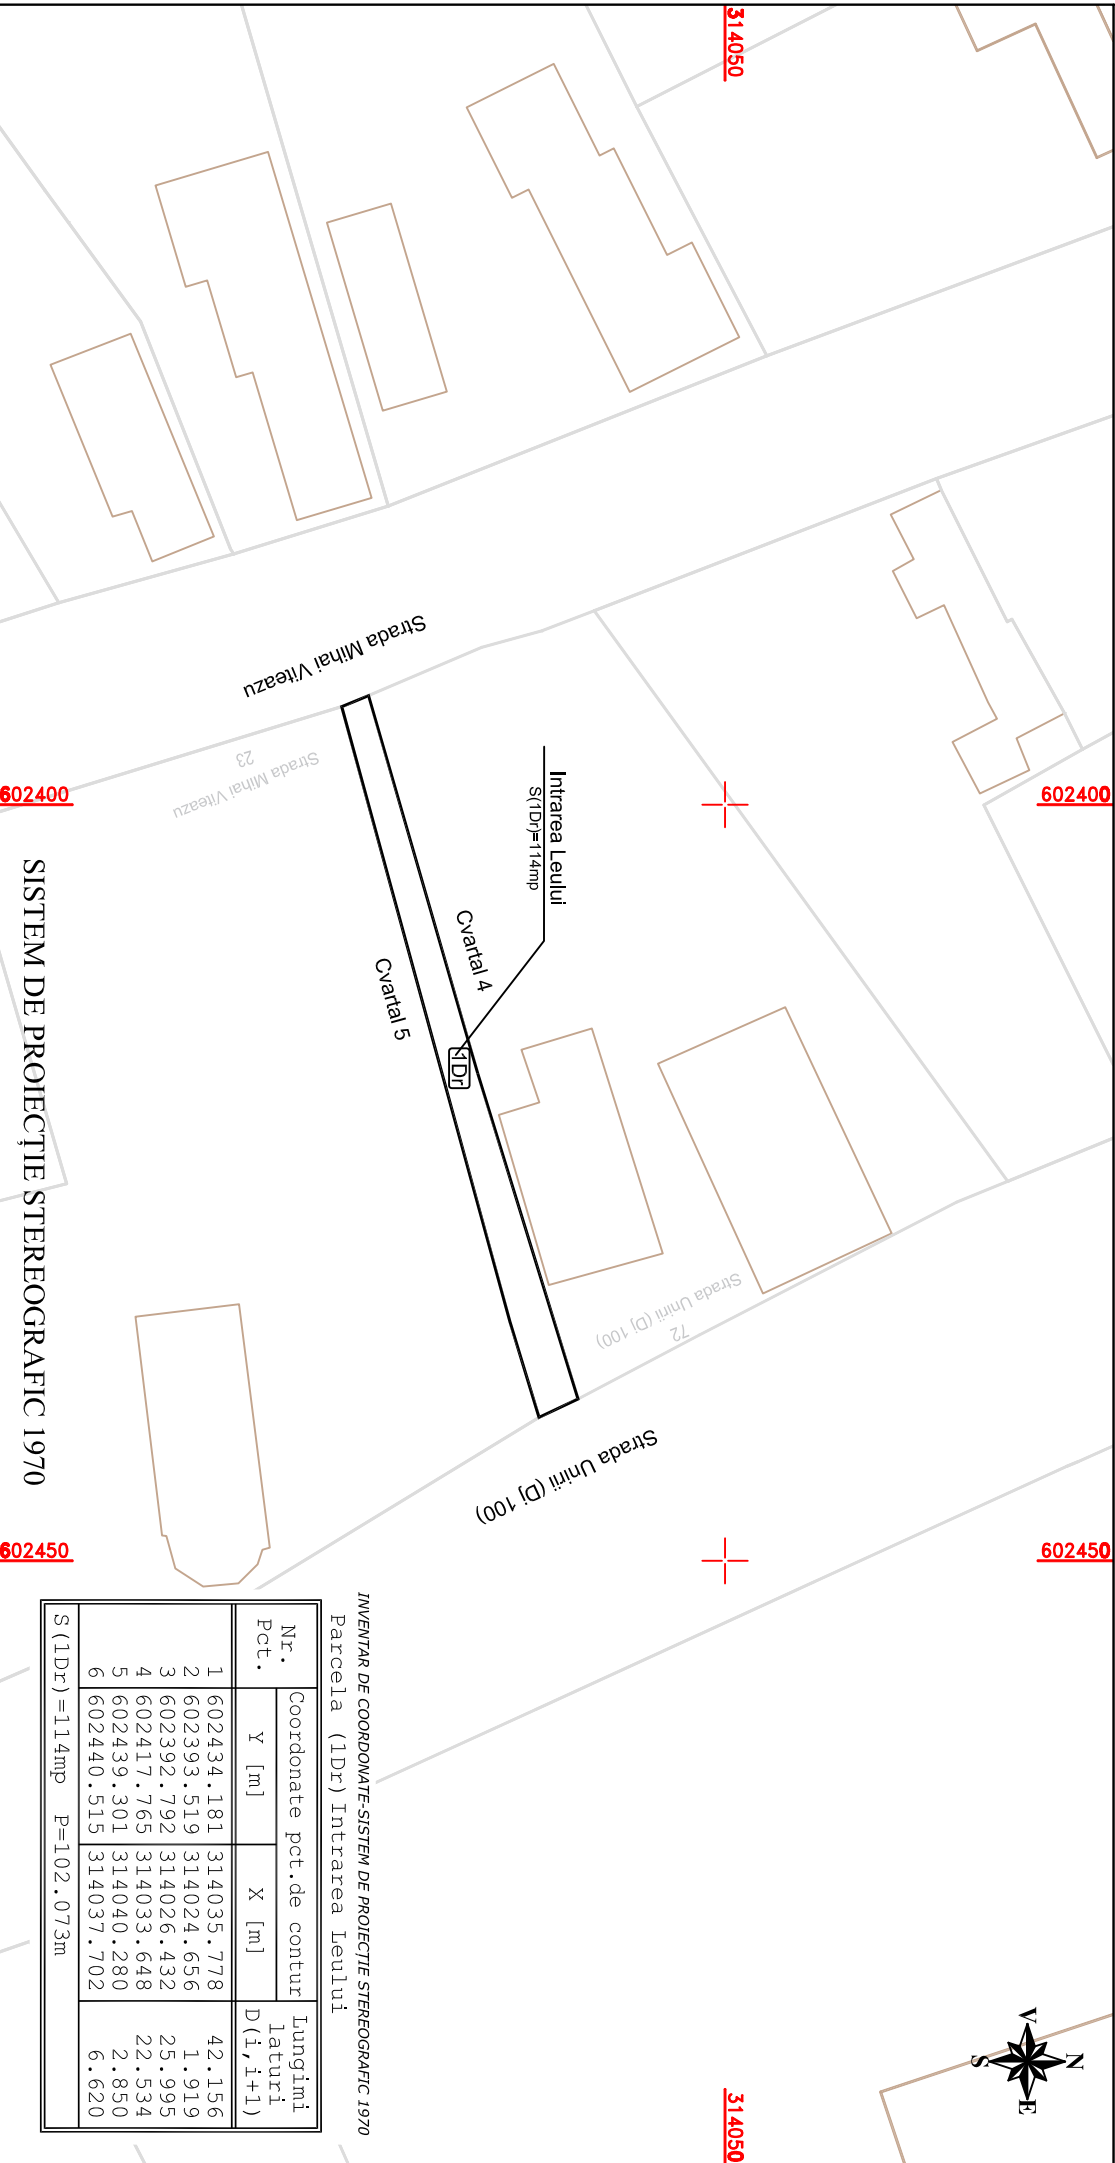 314050
602400
602400
602450
602450
314050
N
V
E
S
Strada Mihai Viteazu
Strada Mihai Viteazu
23
Intrarea Leului
S(1Dr)=114mp
Cvartal 4
Cvartal 5
1Dr
Strada Unirii (Dj 100)
72
Strada Unirii (Dj 100)
SISTEM DE PROIECȚIE STEREOGRAFIC 1970
INVENTAR DE COORDONATE-SISTEM DE PROIECȚIE STEREOGRAFIC 1970
Parcela (1Dr) Intrarea Leului
Nr. Pct. Coordonate pct.de contur Lungimi laturi
Y [m] X [m] D(i,i+1)
1 602434.181 314035.778 42.156
2 602393.519 314024.656 1.919
3 602392.792 314026.432 25.995
4 602417.765 314033.648 22.534
5 602439.301 314040.280 2.850
6 602440.515 314037.702 6.620
S(1Dr)=114mp P=102.073m